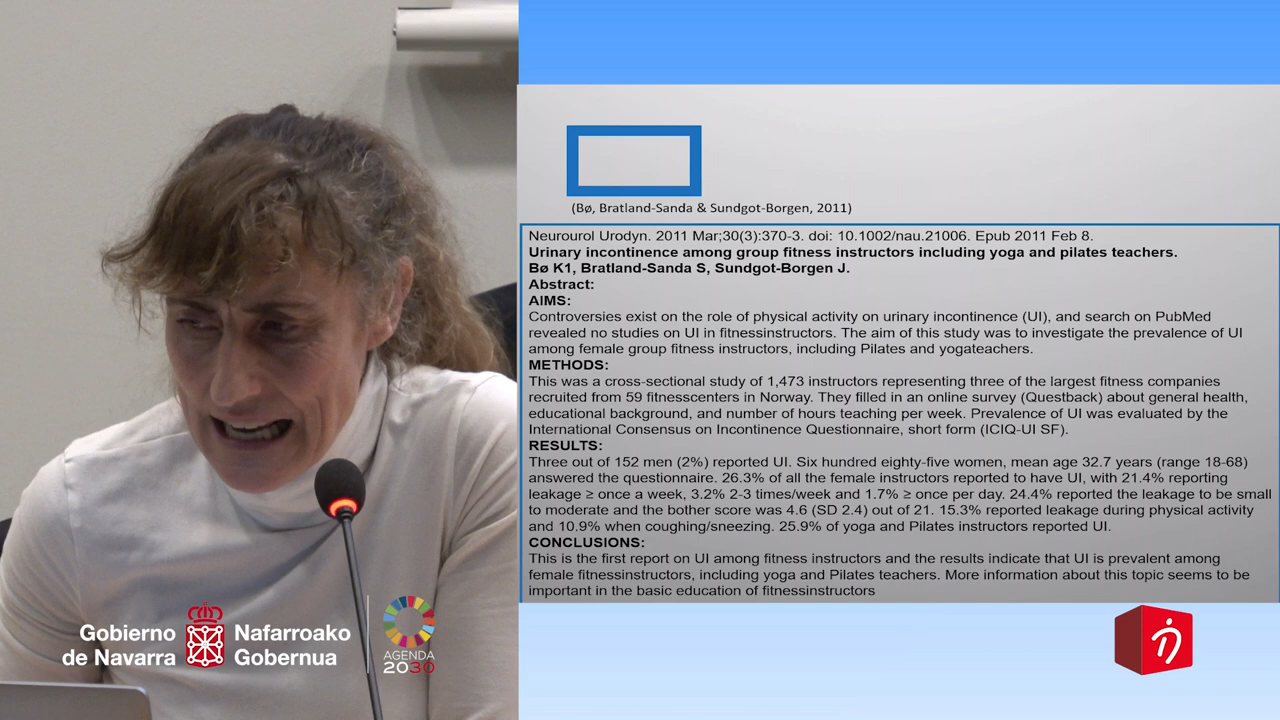 (Bø, Bratland-Sanda & Sundgot-Borgen, 2011)
Neurourol Urodyn. 2011 Mar;30(3):370-3. doi: 10.1002/nau.21006. Epub 2011 Feb 8.
Urinary incontinence among group fitness instructors including yoga and pilates teachers.
Bø K1, Bratland-Sanda S, Sundgot-Borgen J.
Abstract:
AIMS:
Controversies exist on the role of physical activity on urinary incontinence (UI), and search on PubMed
revealed no studies on UI in fitnessinstructors. The aim of this study was to investigate the prevalence of UI
among female group fitness instructors, including Pilates and yogateachers.
METHODS:
This was a cross-sectional study of 1,473 instructors representing three of the largest fitness companies
recruited from 59 fitnesscenters in Norway. They filled in an online survey (Questback) about general health,
educational background, and number of hours teaching per week. Prevalence of UI was evaluated by the
International Consensus on Incontinence Questionnaire, short form (ICIQ-UI SF).
RESULTS:
Three out of 152 men (2%) reported UI. Six hundred eighty-five women, mean age 32.7 years (range 18-68)
answered the questionnaire. 26.3% of all the female instructors reported to have UI, with 21.4% reporting
leakage ≥ once a week, 3.2% 2-3 times/week and 1.7% ≥ once per day. 24.4% reported the leakage to be small
to moderate and the bother score was 4.6 (SD 2.4) out of 21. 15.3% reported leakage during physical activity
and 10.9% when coughing/sneezing. 25.9% of yoga and Pilates instructors reported UI.
CONCLUSIONS:
This is the first report on UI among fitness instructors and the results indicate that UI is prevalent among
female fitnessinstructors, including yoga and Pilates teachers. More information about this topic seems to be
important in the basic education of fitnessinstructors
Gobierno
de Navarra
Nafarroako
Gobernua
AGENDA
2030